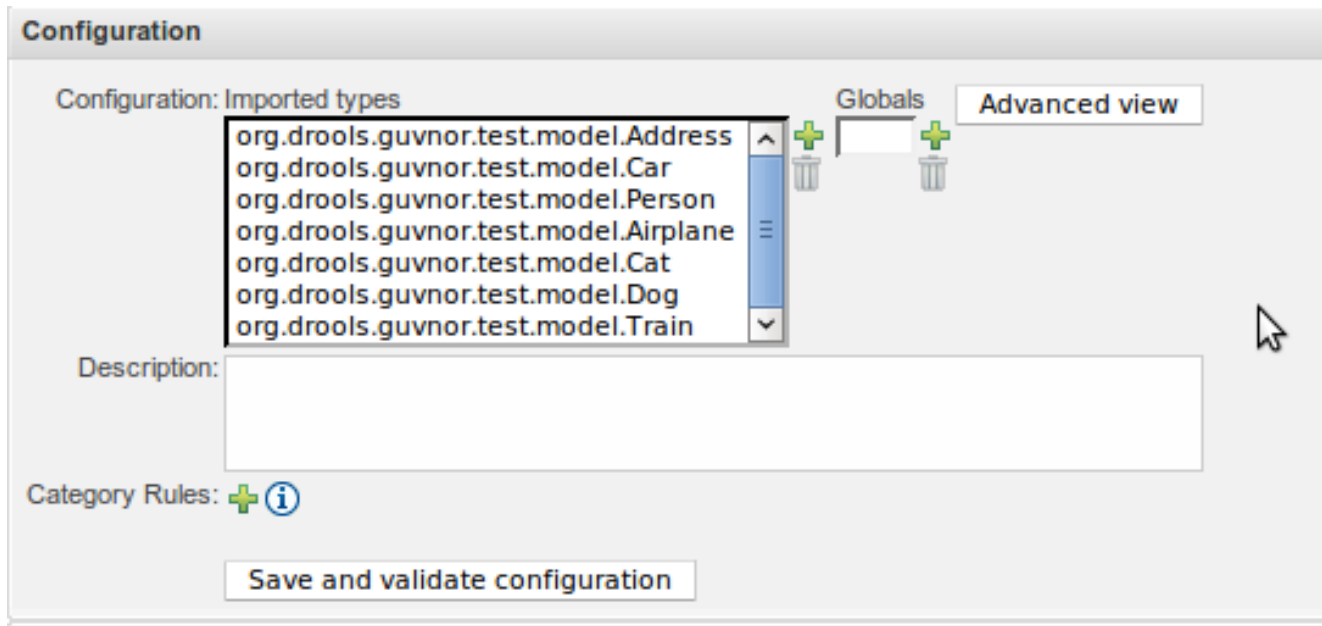 Configuration
Configuration: Imported types Globals Advanced view
org.drools.guvnor.test.model.Address
org.drools.guvnor.test.model.Car
org.drools.guvnor.test.model.Person
org.drools.guvnor.test.model.Airplane
org.drools.guvnor.test.model.Cat
org.drools.guvnor.test.model.Dog
org.drools.guvnor.test.model.Train
Description:
Category Rules:
Save and validate configuration